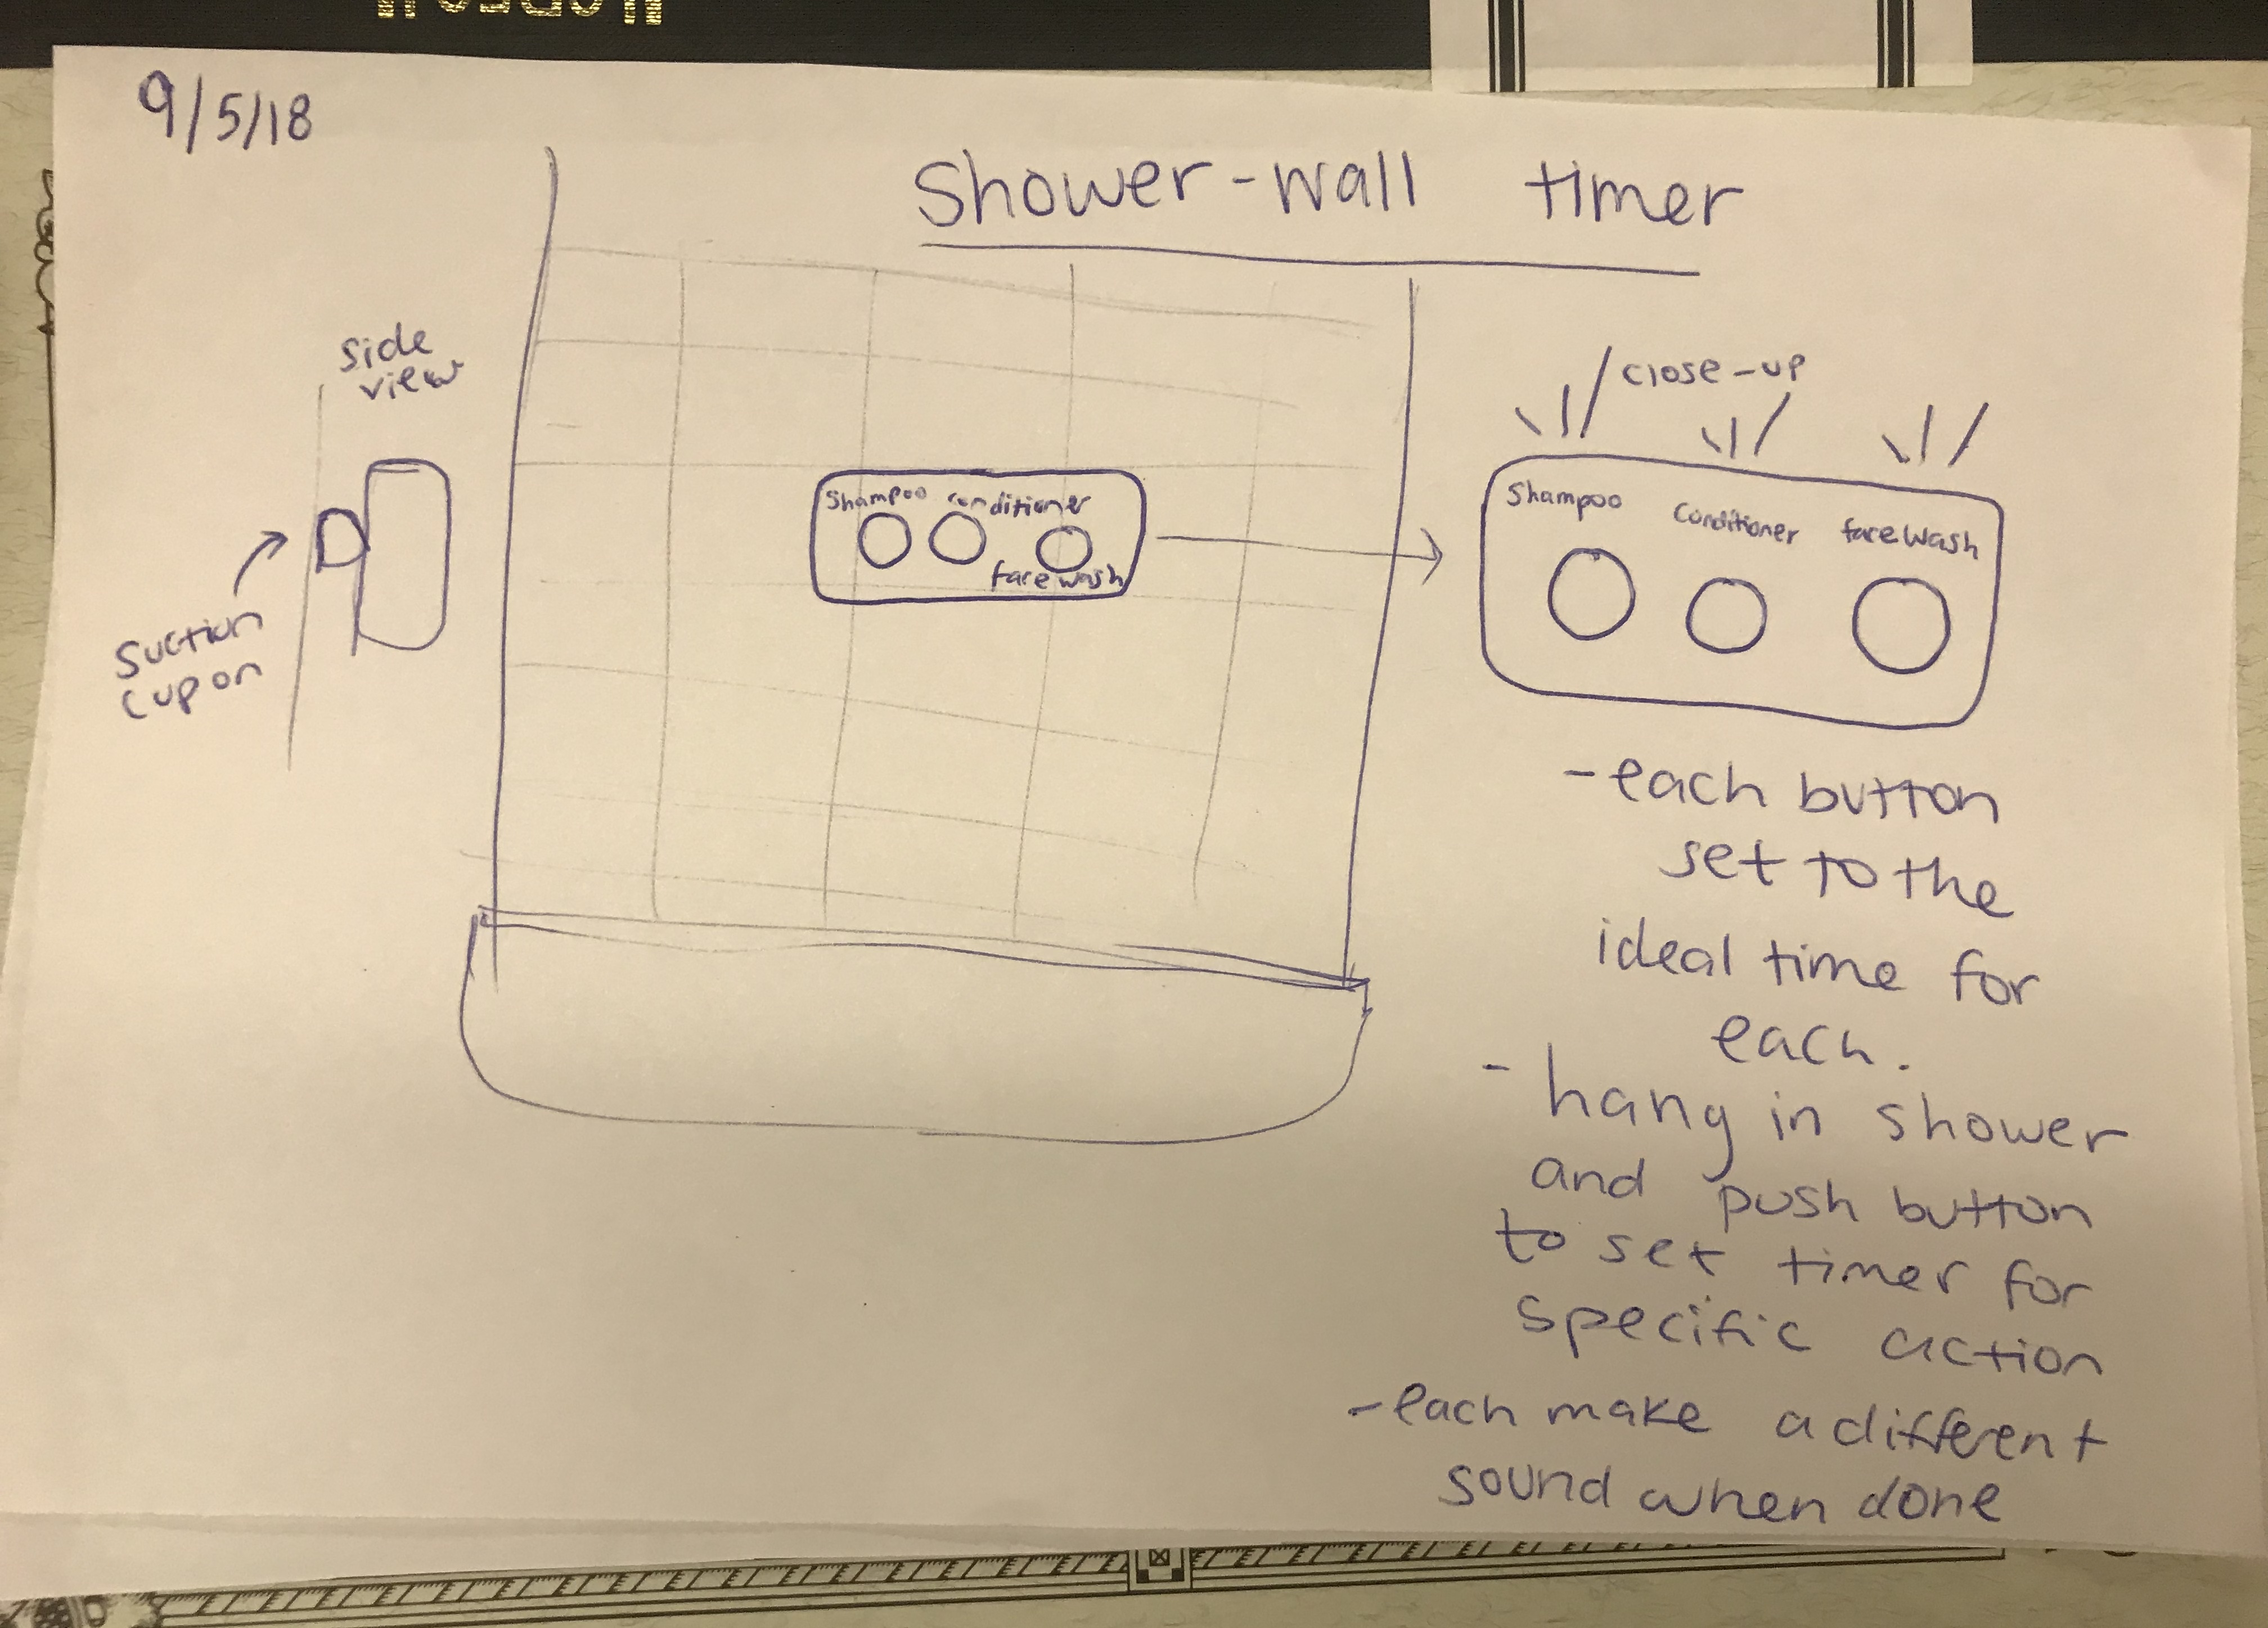 9/5/18
Shower-wall timer
side
view
suction
cup on
shampoo conditioner
face wash
close-up
shampoo conditioner face wash
- each button
set to the
ideal time for
each.
- hang in shower
and push button
to set timer for
specific action
- each make a different
sound when done